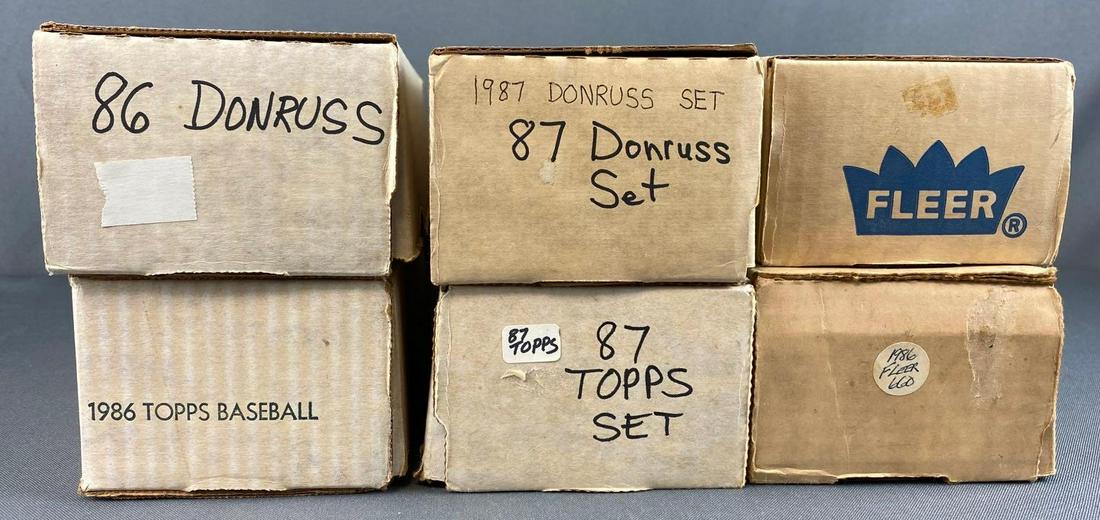 86 DONRUSS
1987 DONRUSS SET
87 Donruss
Set
FLEER ®
1986 TOPPS BASEBALL
87
TOPPS
87
TOPPS
SET
1986
FLEER
660